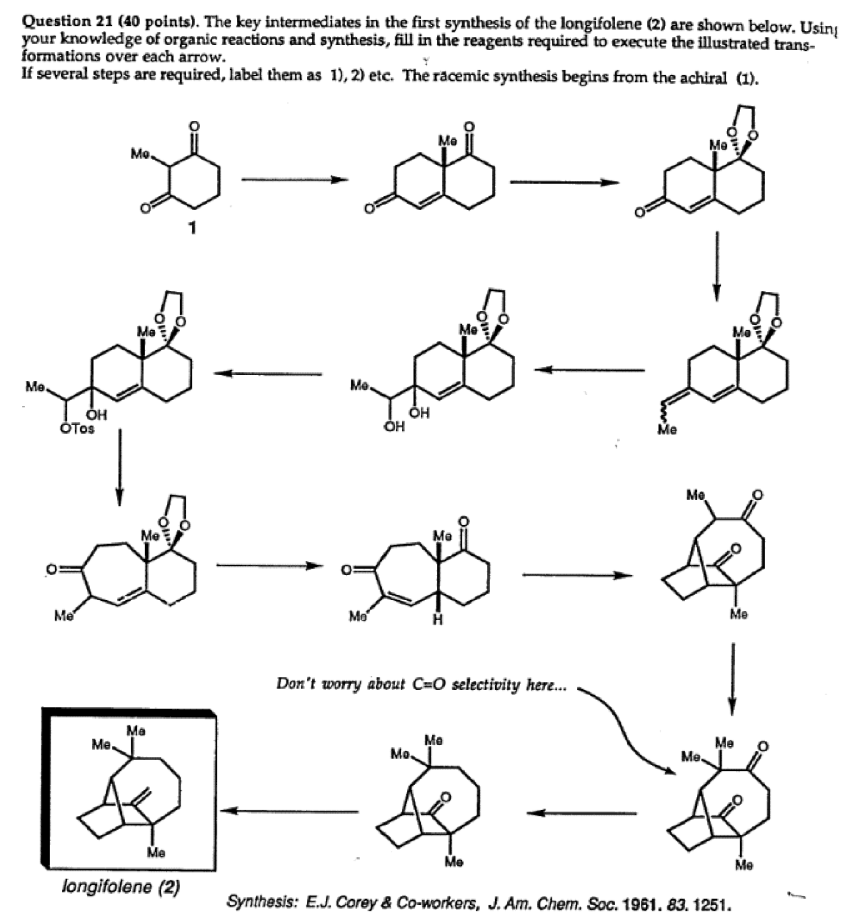 Question 21 (40 points). The key intermediates in the first synthesis of the longifolene (2) are shown below. Using
your knowledge of organic reactions and synthesis, fill in the reagents required to execute the illustrated trans-
formations over each arrow.
If several steps are required, label them as 1), 2) etc. The racemic synthesis begins from the achiral (1).
Me
O
O
1
Me
O
O
Me
O
O
O
Me
O
O
Me
OH
OTos
Me
O
O
Me
OH
OH
Me
O
O
Me
Me
O
O
O
Me
Me
O
O
Me
H
Me
O
O
Me
Don't worry about C=O selectivity here...
Me
Me
Me
longifolene (2)
Me
Me
O
Me
Me
Me
O
O
Me
Synthesis: E.J. Corey & Co-workers, J. Am. Chem. Soc. 1961, 83, 1251.